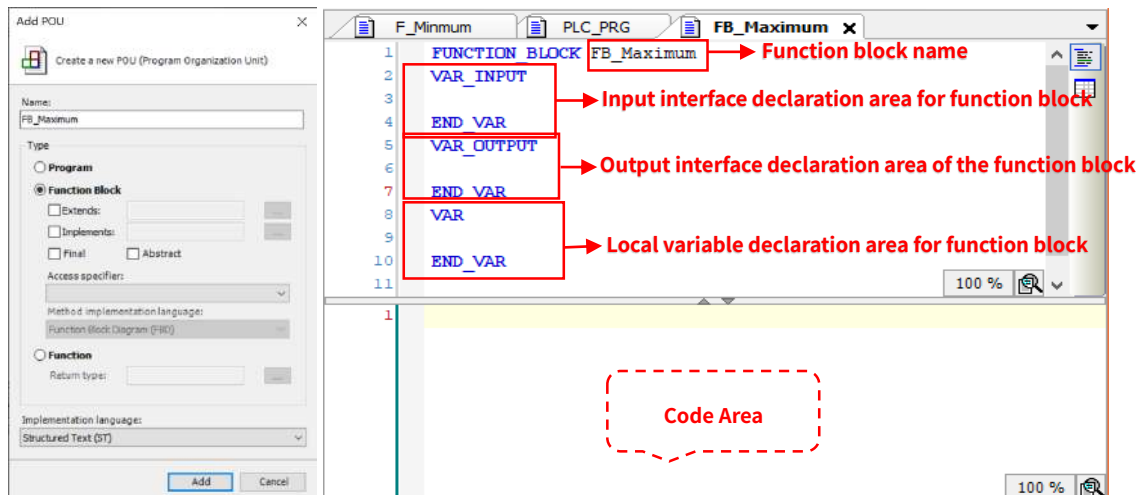 Add POU
Create a new POU (Program Organization Unit)
Name:
FB_Maximum
Type
Program
Function Block
Extends:
...
Implements:
...
Final Abstract
Access specifier:
Method implementation language:
Function Block Diagram (FBD)
Function
Return type:
...
Implementation language:
Structured Text (ST)
Add Cancel
F_Minmum PLC_PRG FB_Maximum
1 FUNCTION_BLOCK FB_Maximum Function block name
2 VAR_INPUT
3 Input interface declaration area for function block
4 END_VAR
5 VAR_OUTPUT
6 Output interface declaration area of the function block
7 END_VAR
8 VAR
9 Local variable declaration area for function block
10 END_VAR
11
100 %
1
Code Area
100 %